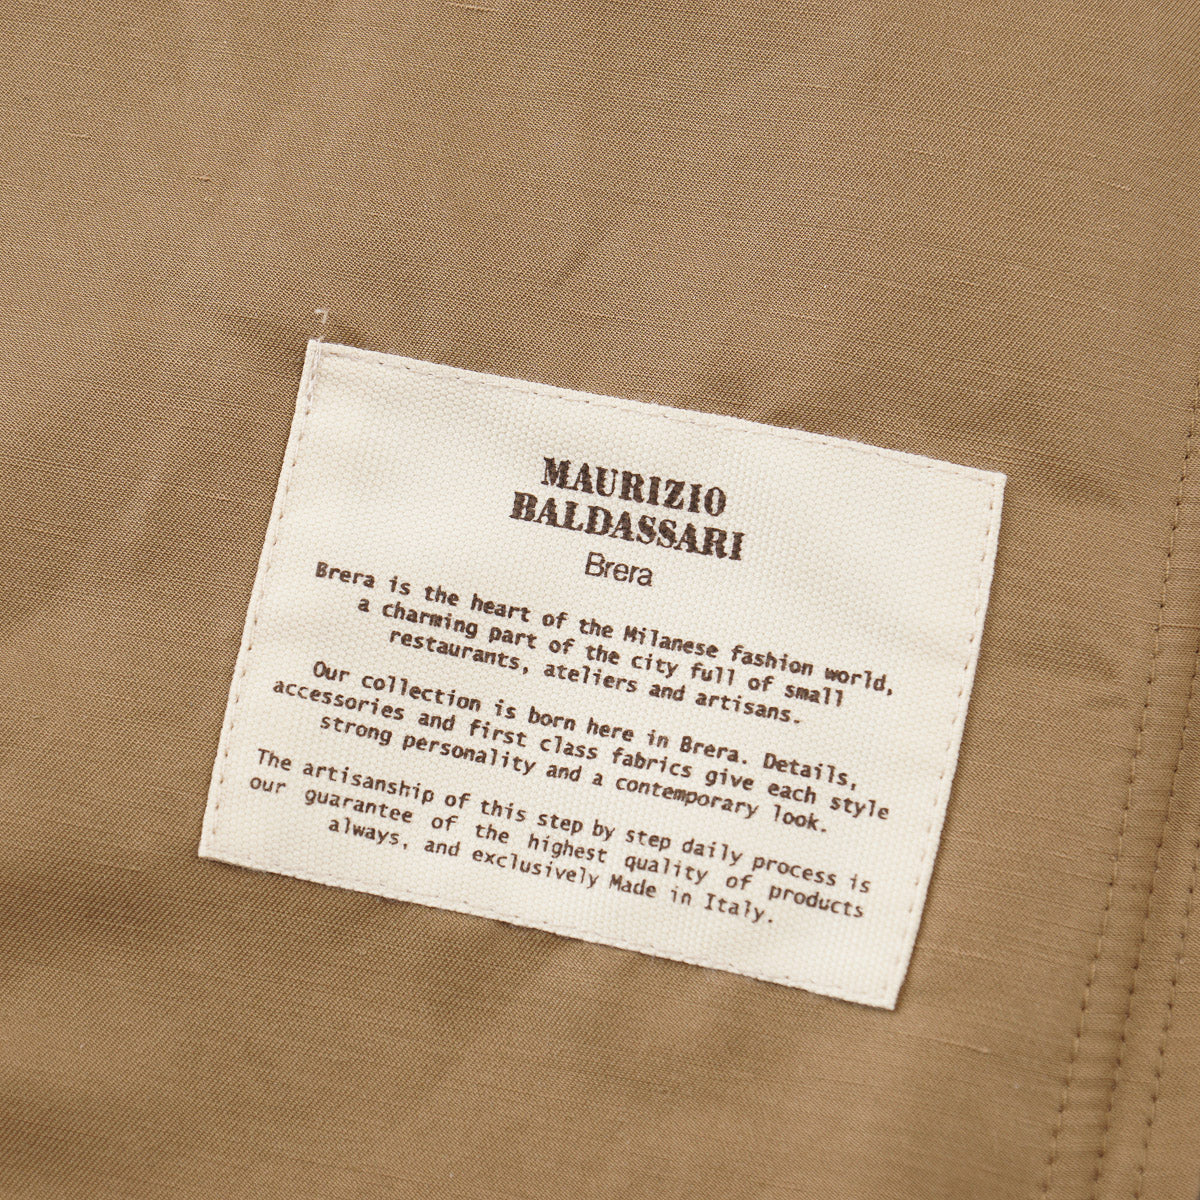 MAURIZIO
BALDASSARI
Brera
Brera is the heart of the Milanese fashion world,
a charming part of the city full of small
restaurants, ateliers and artisans.
Our collection is born here in Brera. Details,
accessories and first class fabrics give each style
strong personality and a contemporary look.
The artisanship of this step by step daily process is
our guarantee of the highest quality of products
always, and exclusively Made in Italy.